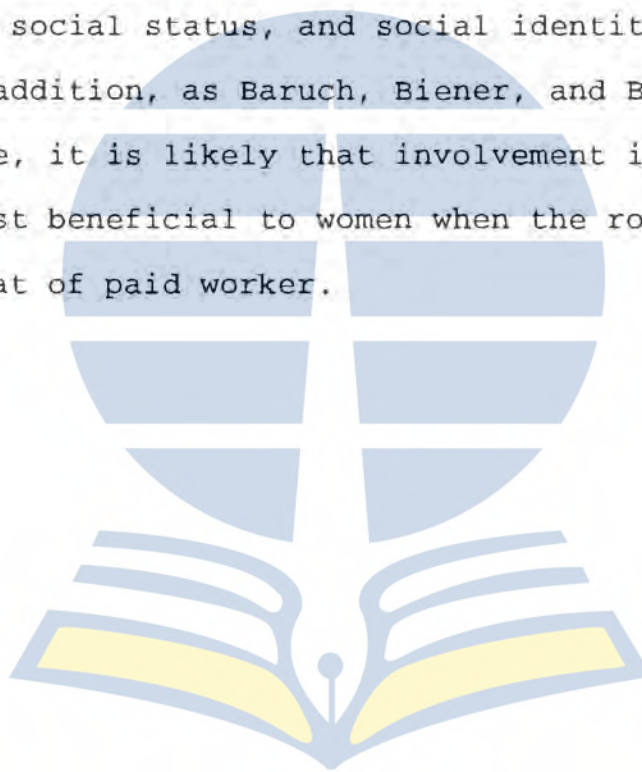 social status, and social identit
addition, as Baruch, Biener, and B
e, it is likely that involvement i
st beneficial to women when the ro
at of paid worker.